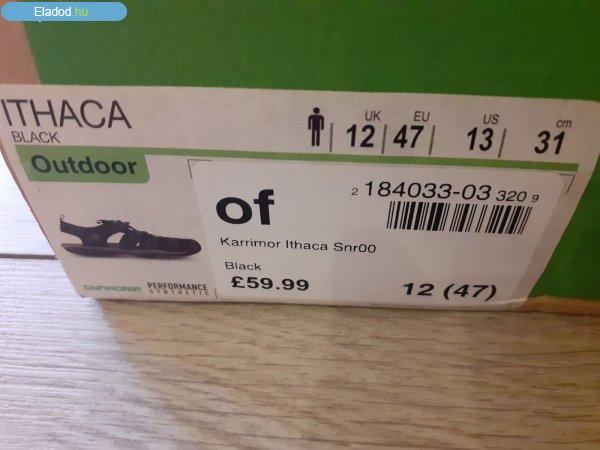 Eladod.hu
ITHACA
BLACK
Outdoor
UK EU US cm
12 47 13 31
of
2 184033-03 320 9
Karrimor Ithaca Snr00
Black
£59.99
12 (47)
DYNAGRIP PERFORMANCE
SYNTHETIC